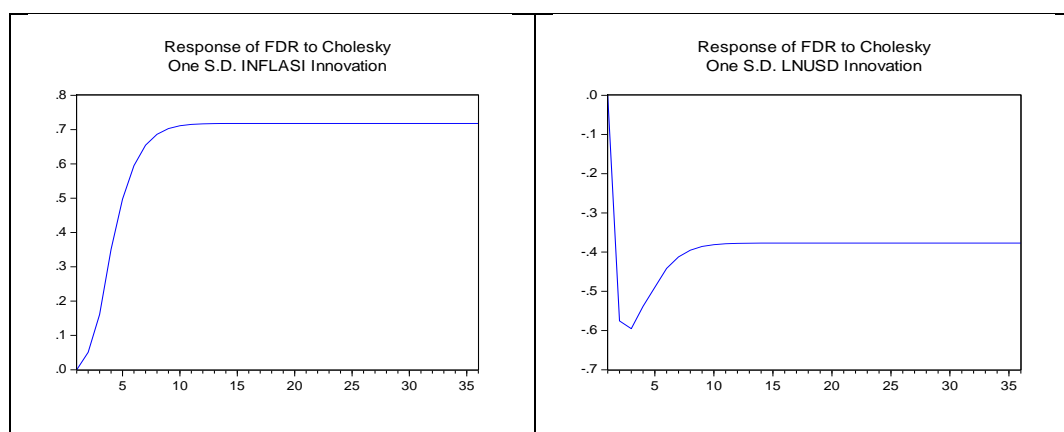 Response of FDR to Cholesky
One S.D. INFLASI Innovation
.8
.7
.6
.5
.4
.3
.2
.1
.0
5 10 15 20 25 30 35
Response of FDR to Cholesky
One S.D. LNUSD Innovation
.0
-.1
-.2
-.3
-.4
-.5
-.6
-.7
5 10 15 20 25 30 35